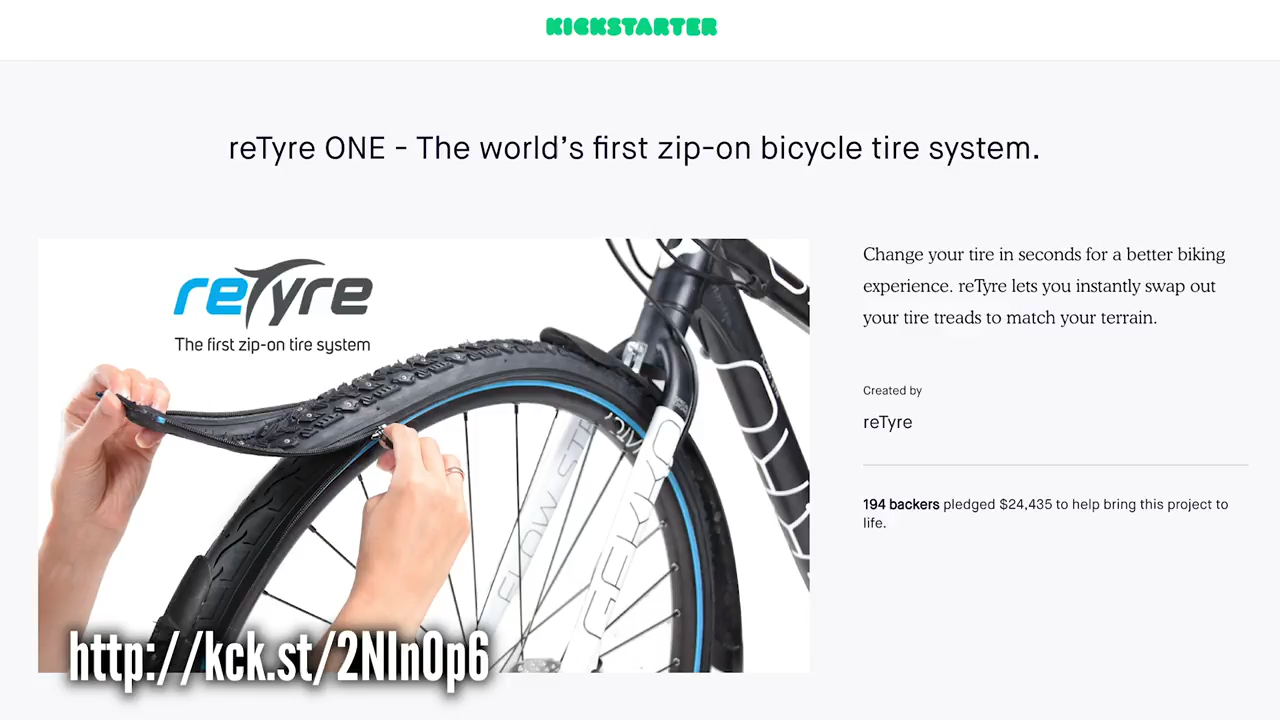 KICKSTARTER
reTyre ONE - The world's first zip-on bicycle tire system.
reTyre
The first zip-on tire system
Change your tire in seconds for a better biking
experience. reTyre lets you instantly swap out
your tire treads to match your terrain.
Created by
reTyre
194 backers pledged $24,435 to help bring this project to
life.
http://kck.st/2NInOp6